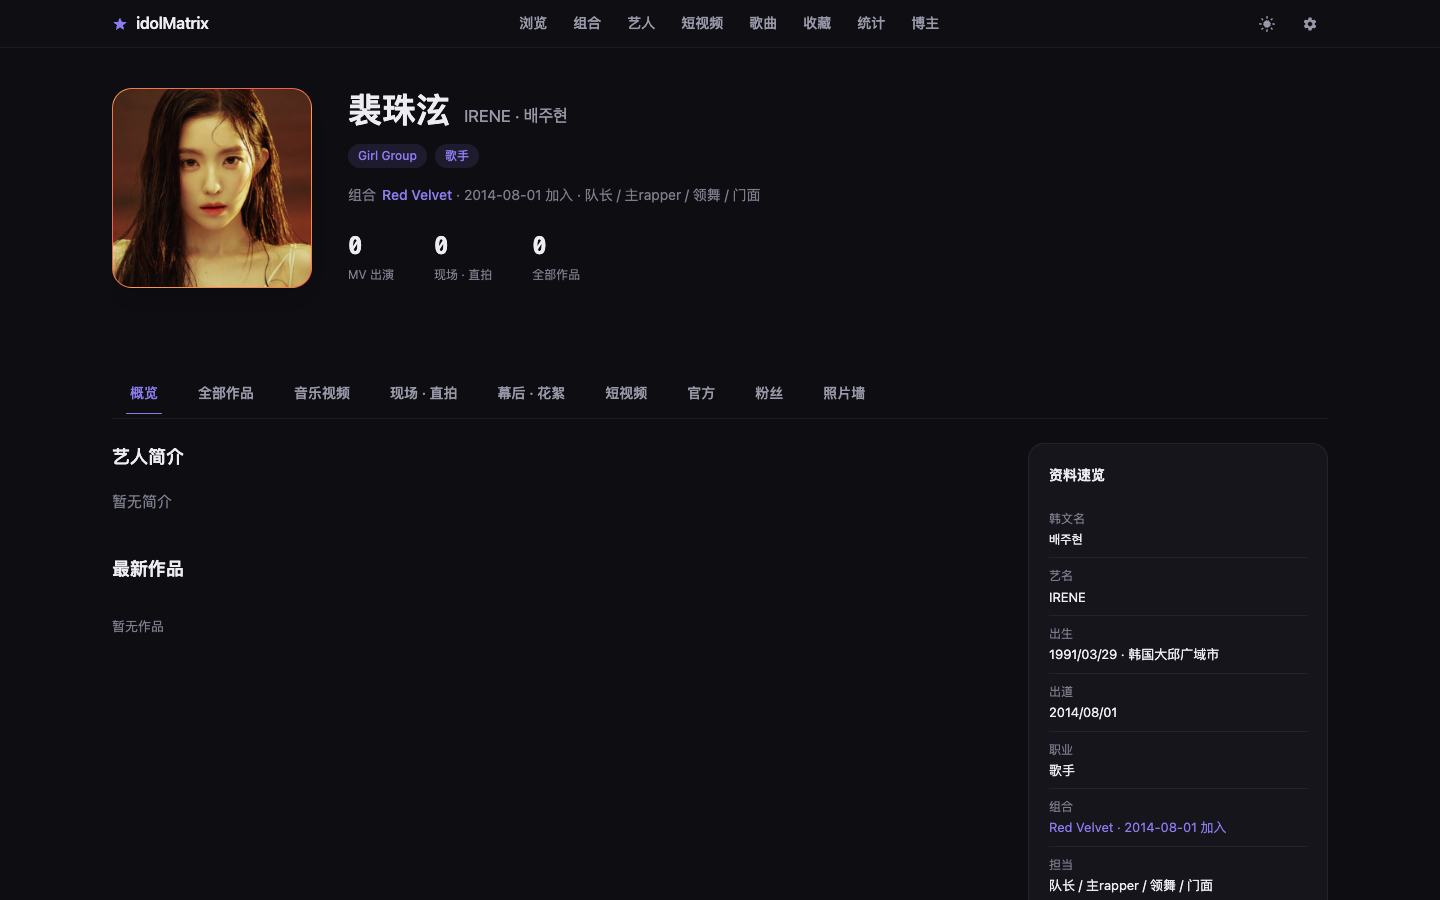 idolMatrix
浏览 组合 艺人 短视频 歌曲 收藏 统计 博主
裴珠泫 IRENE · 배주현
Girl Group 歌手
组合 Red Velvet · 2014-08-01 加入 · 队长 / 主rapper / 领舞 / 门面
0 0 0
MV 出演 现场 · 直拍 全部作品
概览 全部作品 音乐视频 现场 · 直拍 幕后 · 花絮 短视频 官方 粉丝 照片墙
艺人简介
暂无简介
最新作品
暂无作品
资料速览
韩文名
배주현
艺名
IRENE
出生
1991/03/29 · 韩国大邱广域市
出道
2014/08/01
职业
歌手
组合
Red Velvet · 2014-08-01 加入
担当
队长 / 主rapper / 领舞 / 门面